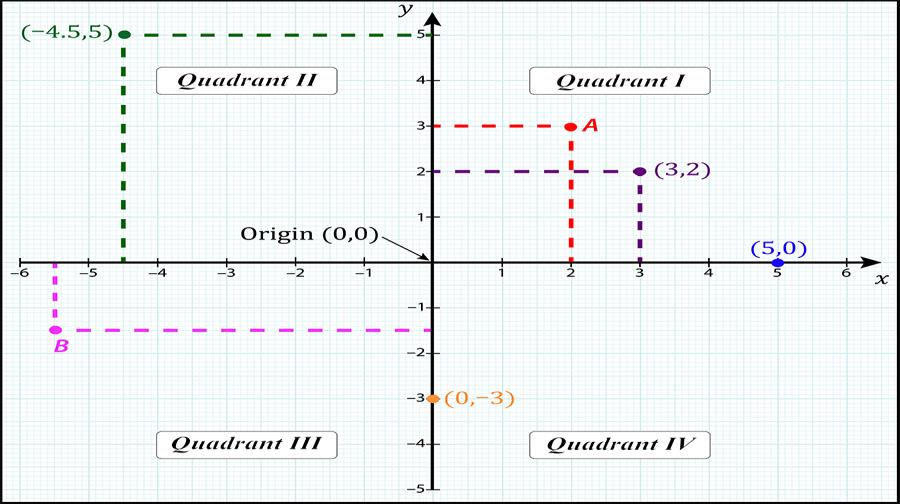 y
(−4.5,5)
5
Quadrant II
4
Quadrant I
3
A
2
(3,2)
1
Origin (0,0)
(5,0)
−6 −5 −4 −3 −2 −1 1 2 3 4 5 6
x
−1
B
−2
−3
(0,−3)
Quadrant III
−4
Quadrant IV
−5